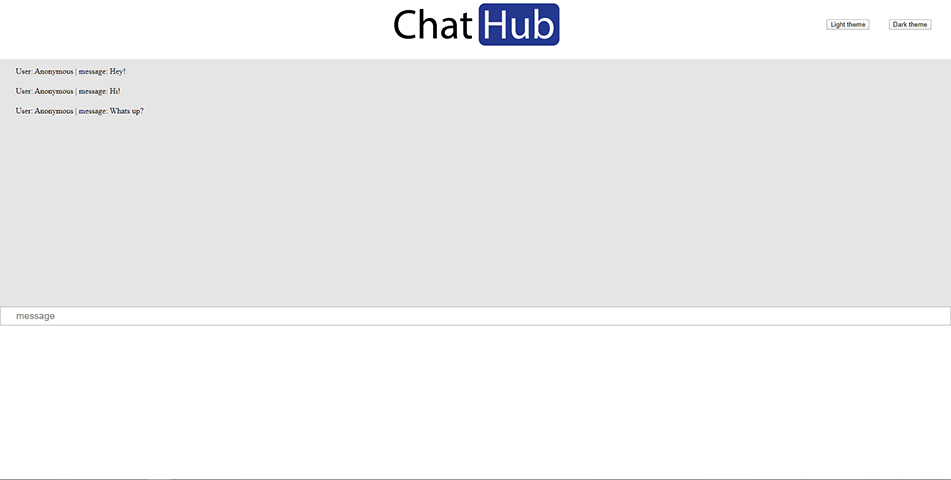 Chat Hub
Light theme
Dark theme
User: Anonymous | message: Hey!
User: Anonymous | message: Hi!
User: Anonymous | message: Whats up?
message